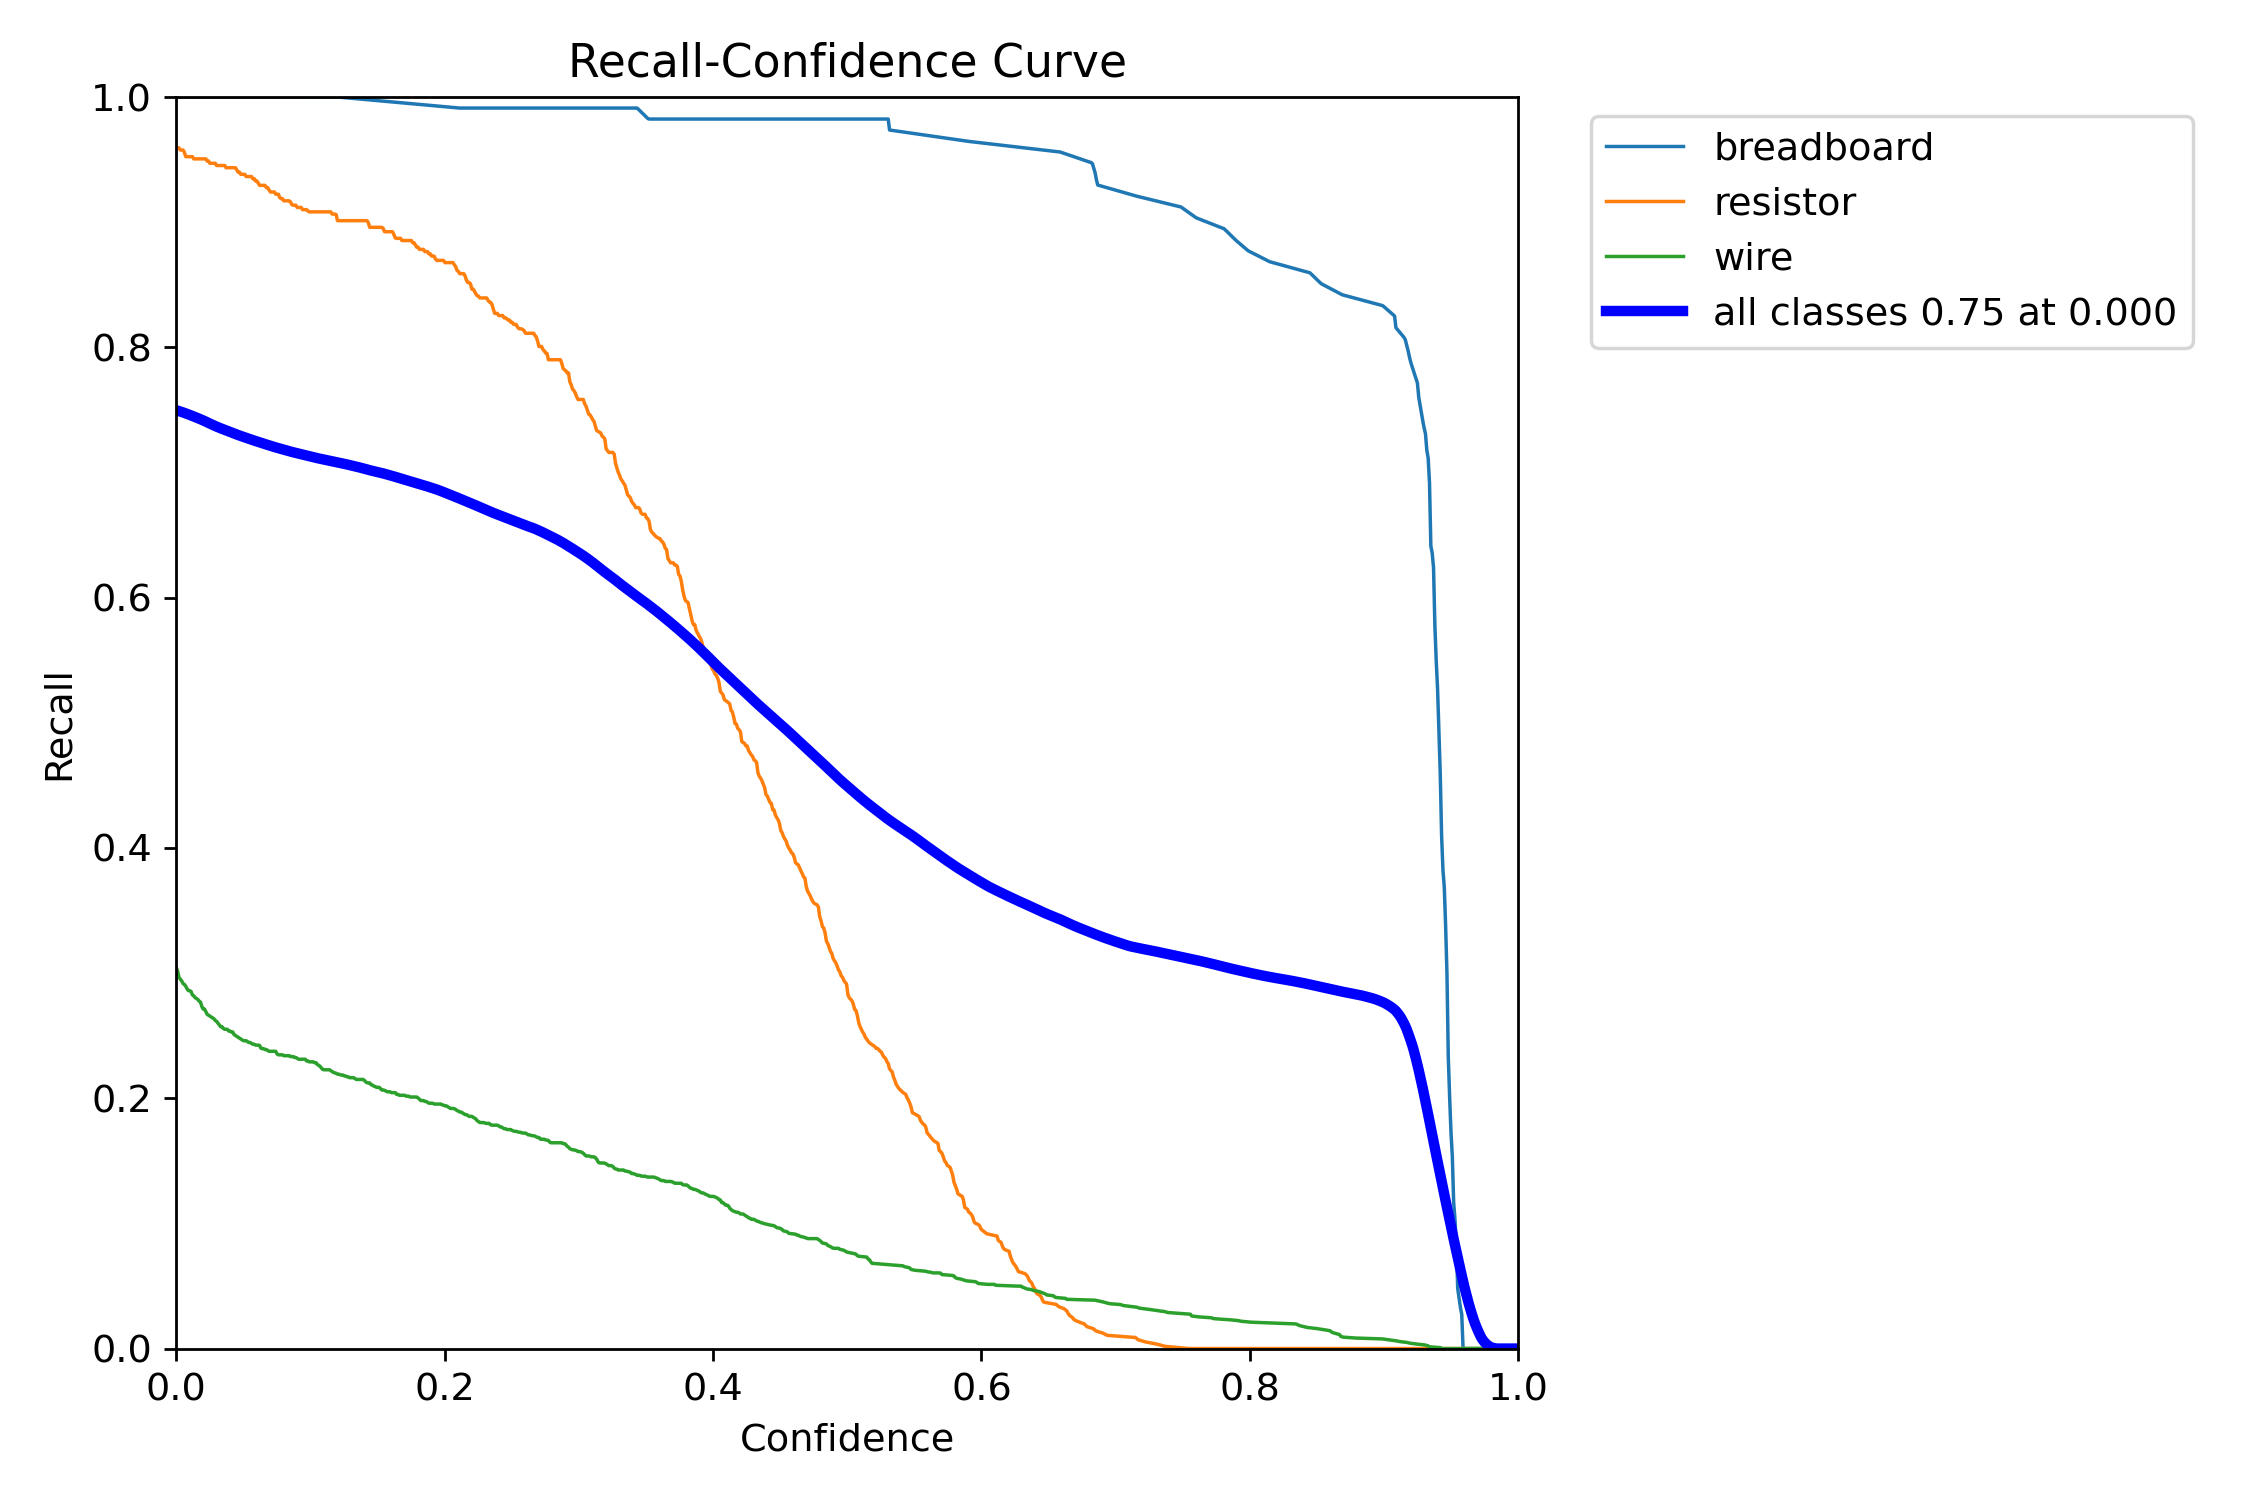 Recall-Confidence Curve
1.0
0.8
0.6
0.4
0.2
0.0
Recall
0.0 0.2 0.4 0.6 0.8 1.0
Confidence
breadboard
resistor
wire
all classes 0.75 at 0.000